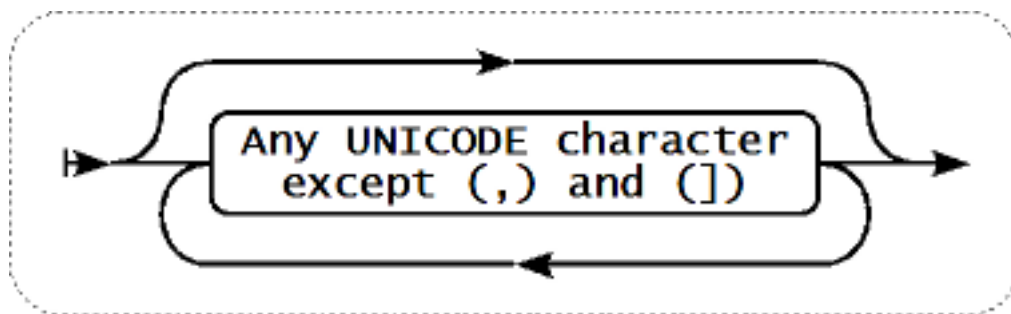 Any UNICODE character
except (,) and (])